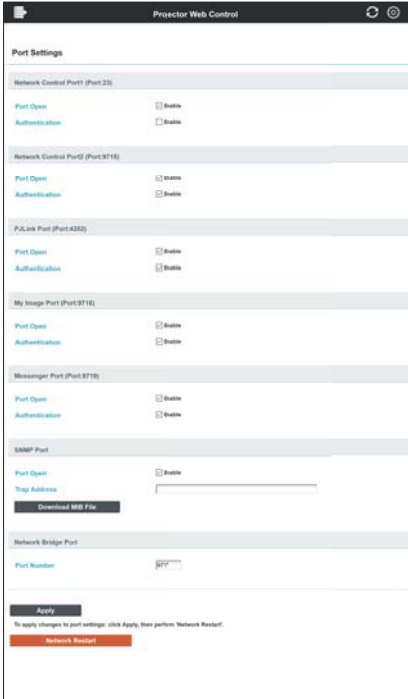 Projector Web Control
Port Settings
Network Control Port1 (Port:23)
Port Open Enable
Authentication Enable
Network Control Port2 (Port:9715)
Port Open Enable
Authentication Enable
PJLink Port (Port:4352)
Port Open Enable
Authentication Enable
My Image Port (Port:9716)
Port Open Enable
Authentication Enable
Messenger Port (Port:9719)
Port Open Enable
Authentication Enable
SNMP Port
Port Open Enable
Trap Address
Download MIB File
Network Bridge Port
Port Number
Apply
To apply changes to port settings: click Apply, then perform 'Network Restart'.
Network Restart